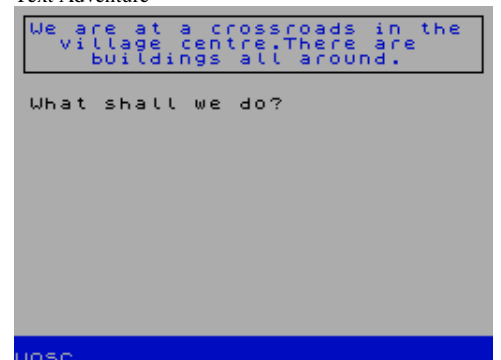 Text Adventure
We are at a crossroads in the
village centre.There are
buildings all around.
What shall we do?